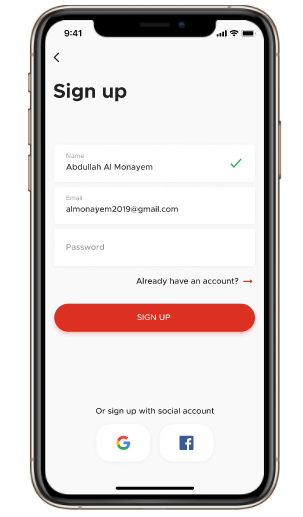 9:41
Sign up
Name
Abdullah Al Monayem
Email
almonayem2019@gmail.com
Password
Already have an account?
SIGN UP
Or sign up with social account